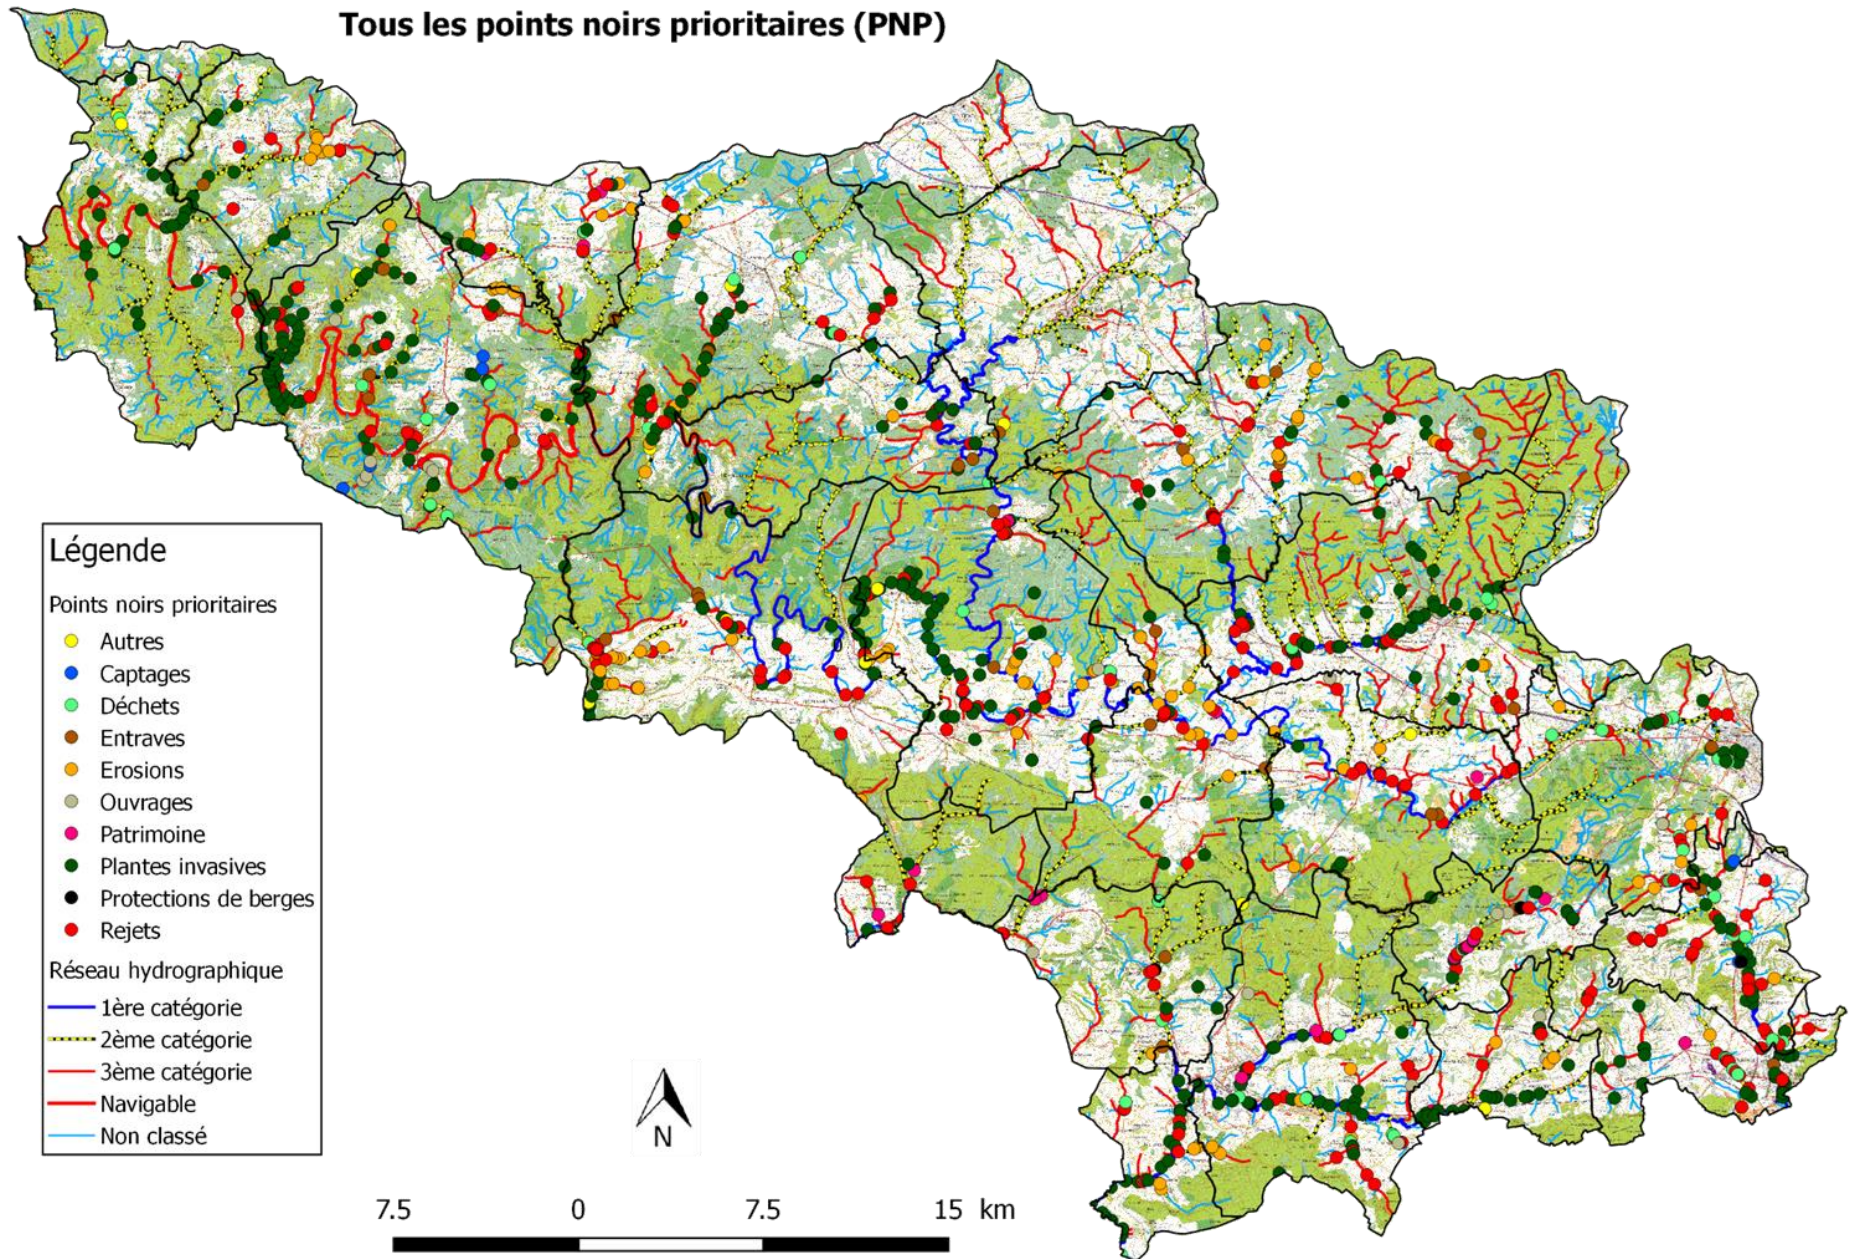 Tous les points noirs prioritaires (PNP)
Légende
Points noirs prioritaires
Autres
Captages
Déchets
Entraves
Erosions
Ouvrages
Patrimoine
Plantes invasives
Protections de berges
Rejets
Réseau hydrographique
1ère catégorie
2ème catégorie
3ème catégorie
Navigable
Non classé
N
7.5 0 7.5 15 km